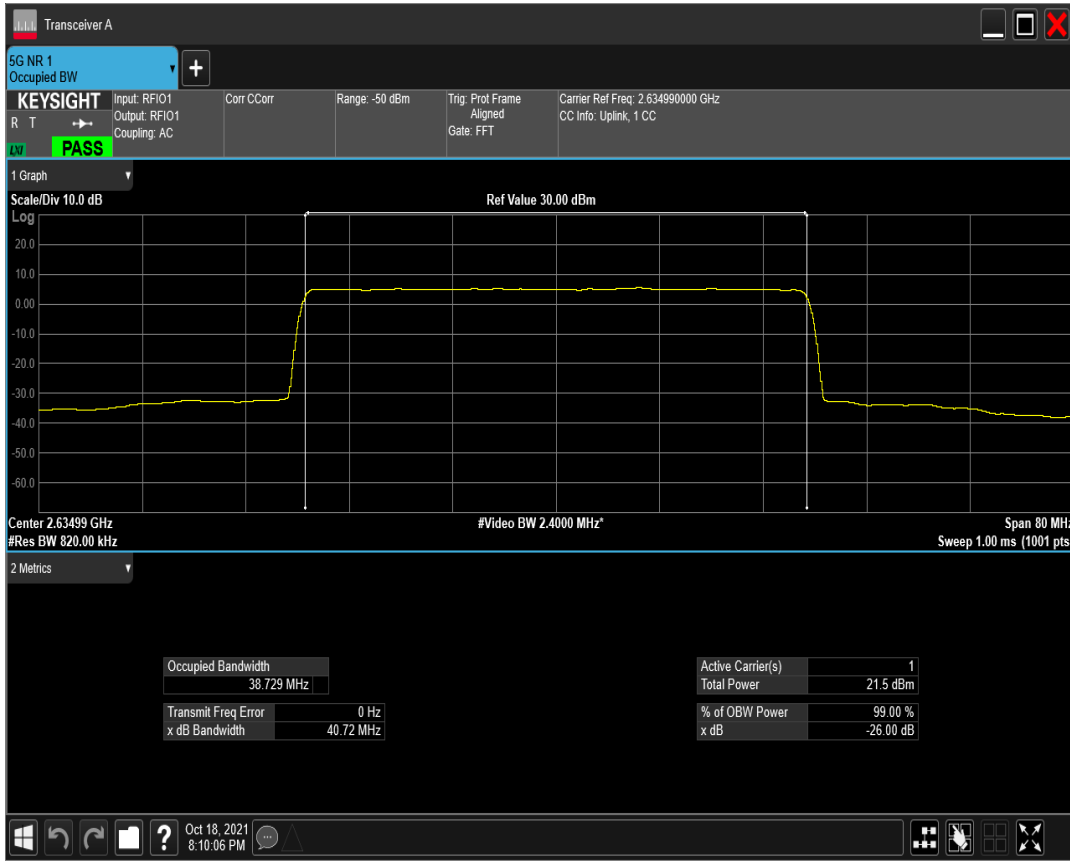 Transceiver A
5G NR 1
Occupied BW
+
KEYSIGHT
R T
LXI
PASS
Input: RFIO1
Output: RFIO1
Coupling: AC
Corr CCorr
Range: -50 dBm
Trig: Prot Frame
Aligned
Gate: FFT
Carrier Ref Freq: 2.634990000 GHz
CC Info: Uplink, 1 CC
1 Graph
Scale/Div 10.0 dB
Ref Value 30.00 dBm
Log
20.0
10.0
0.00
-10.0
-20.0
-30.0
-40.0
-50.0
-60.0
Center 2.63499 GHz
#Video BW 2.4000 MHz*
Span 80 MHz
#Res BW 820.00 kHz
Sweep 1.00 ms (1001 pts
2 Metrics
Occupied Bandwidth
38.729 MHz
Transmit Freq Error 0 Hz
x dB Bandwidth 40.72 MHz
Active Carrier(s) 1
Total Power 21.5 dBm
% of OBW Power 99.00 %
x dB -26.00 dB
?
Oct 18, 2021
8:10:06 PM